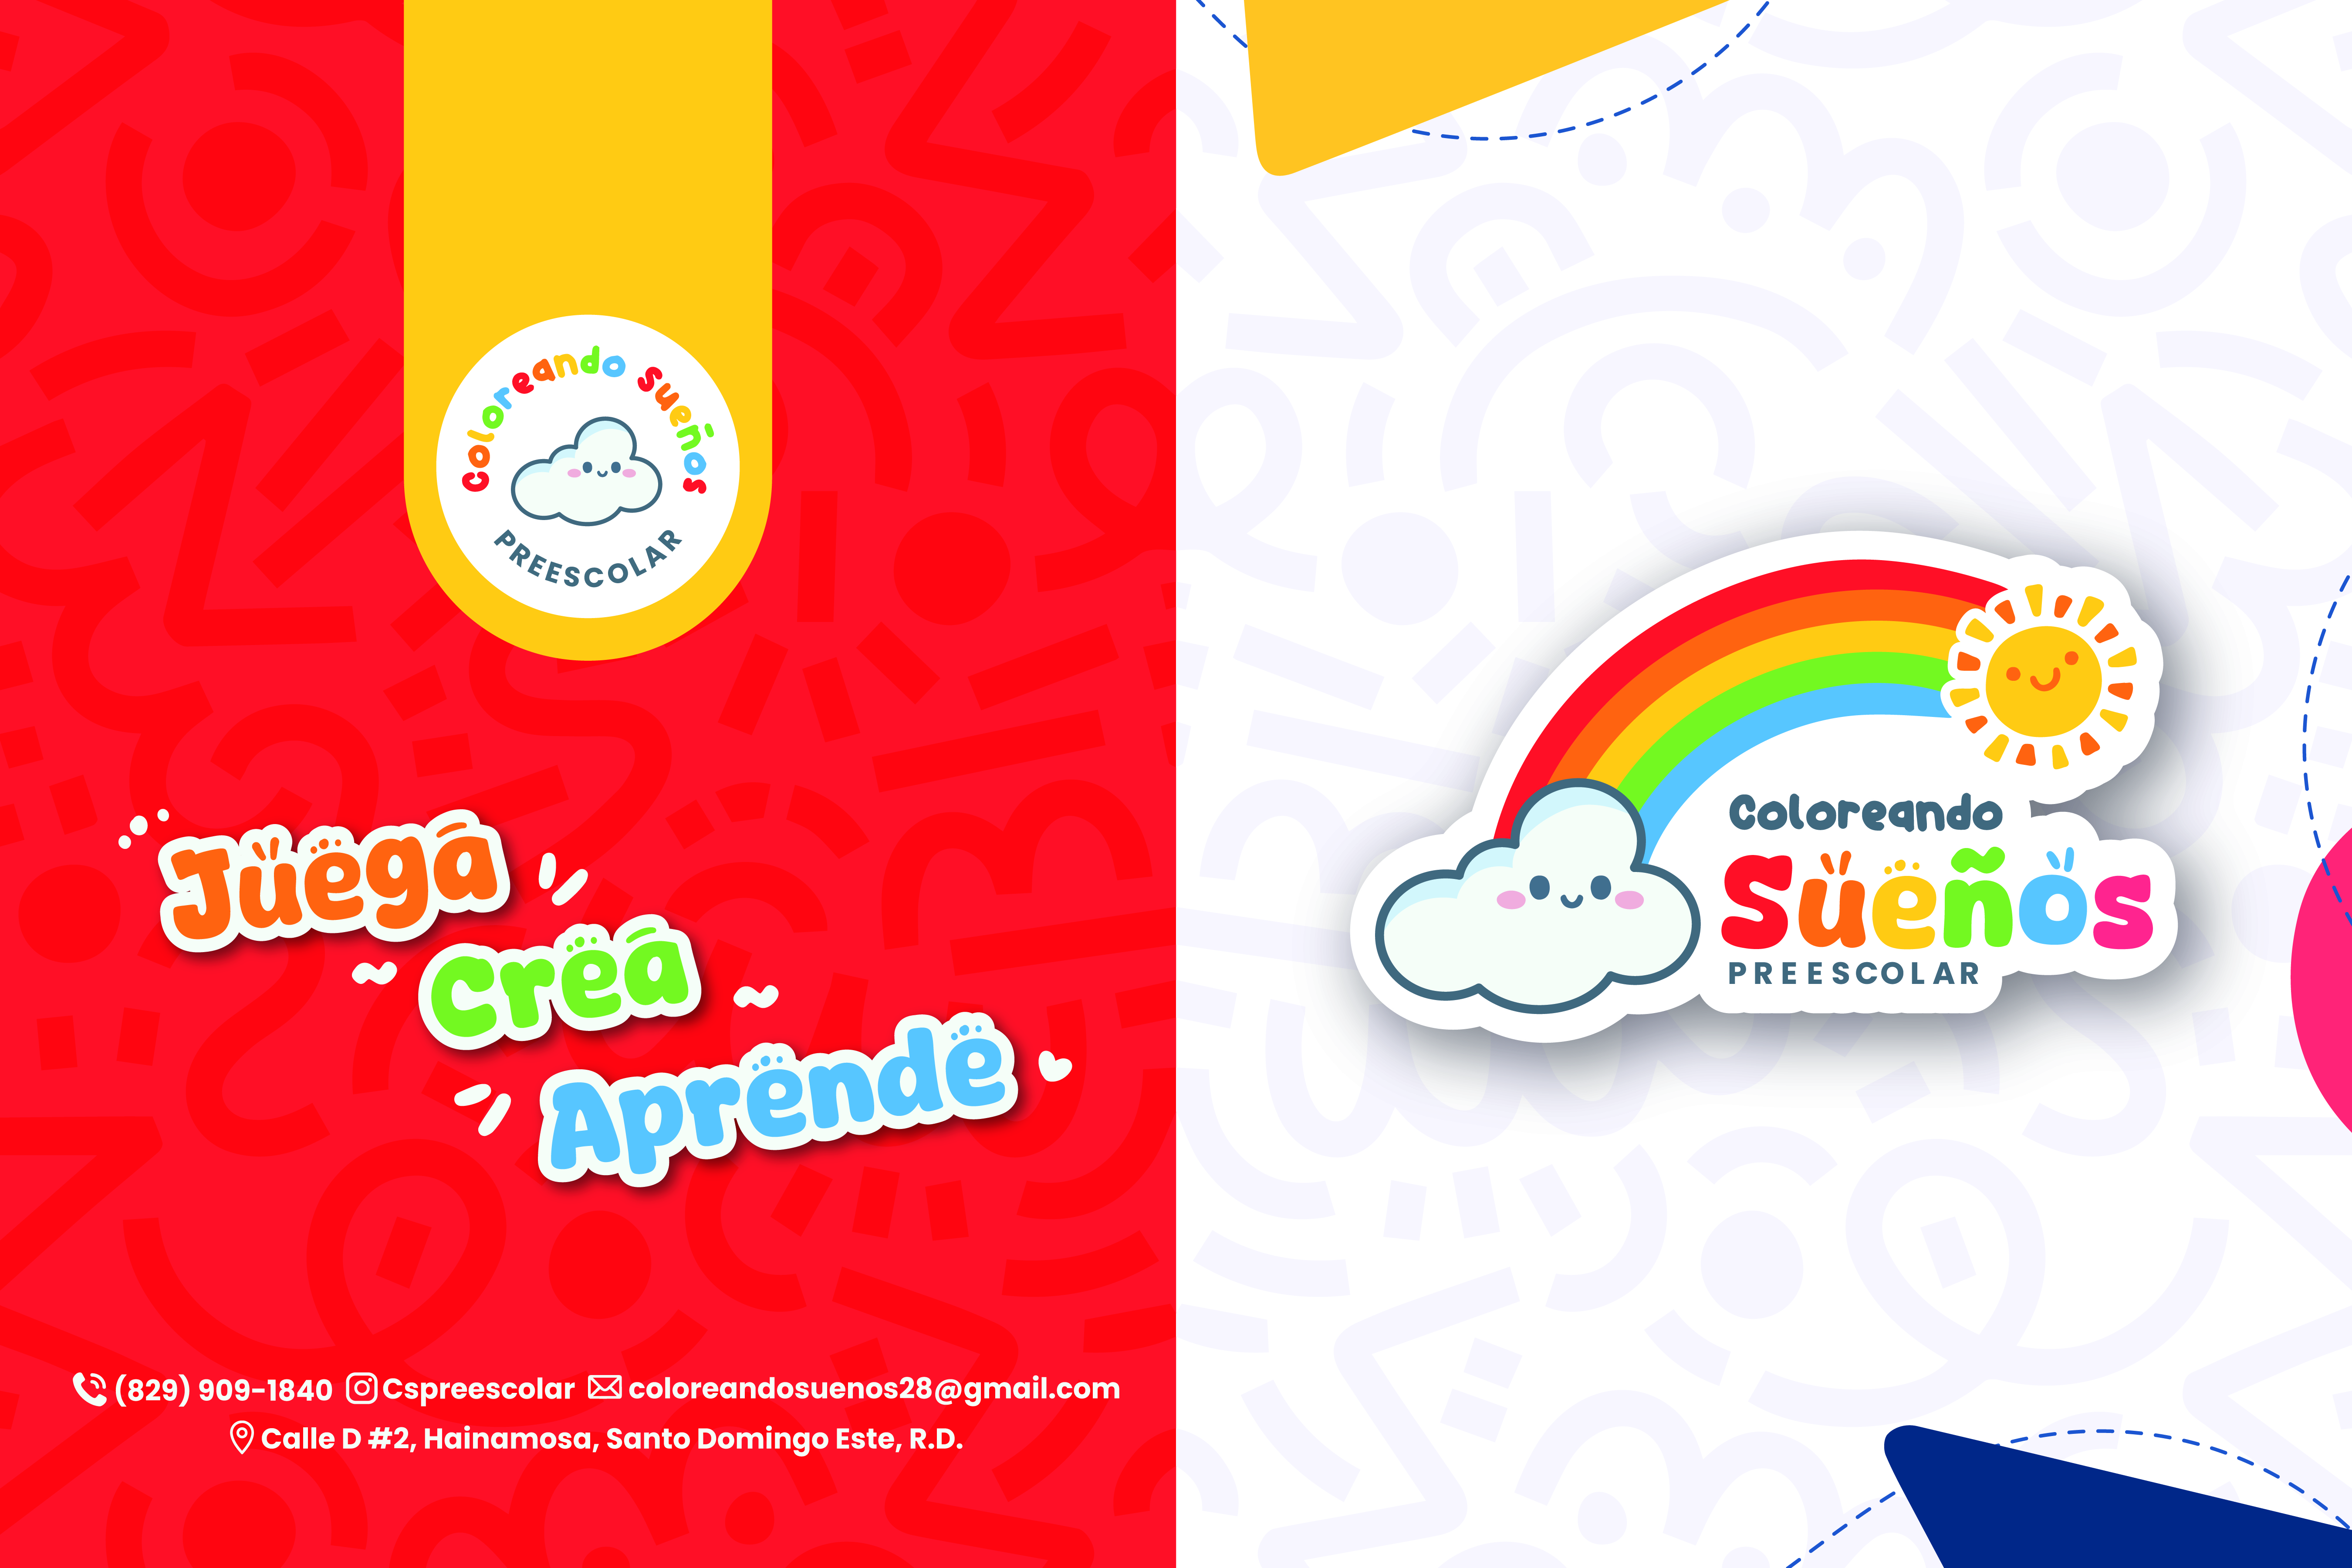 Coloreando Sueños
PREESCOLAR
Juega
Crea
Aprende
(829) 909-1840 Cspreescolar coloreandosuenos28@gmail.com
Calle D #2, Hainamosa, Santo Domingo Este, R.D.
Coloreando
Sueños
PREESCOLAR